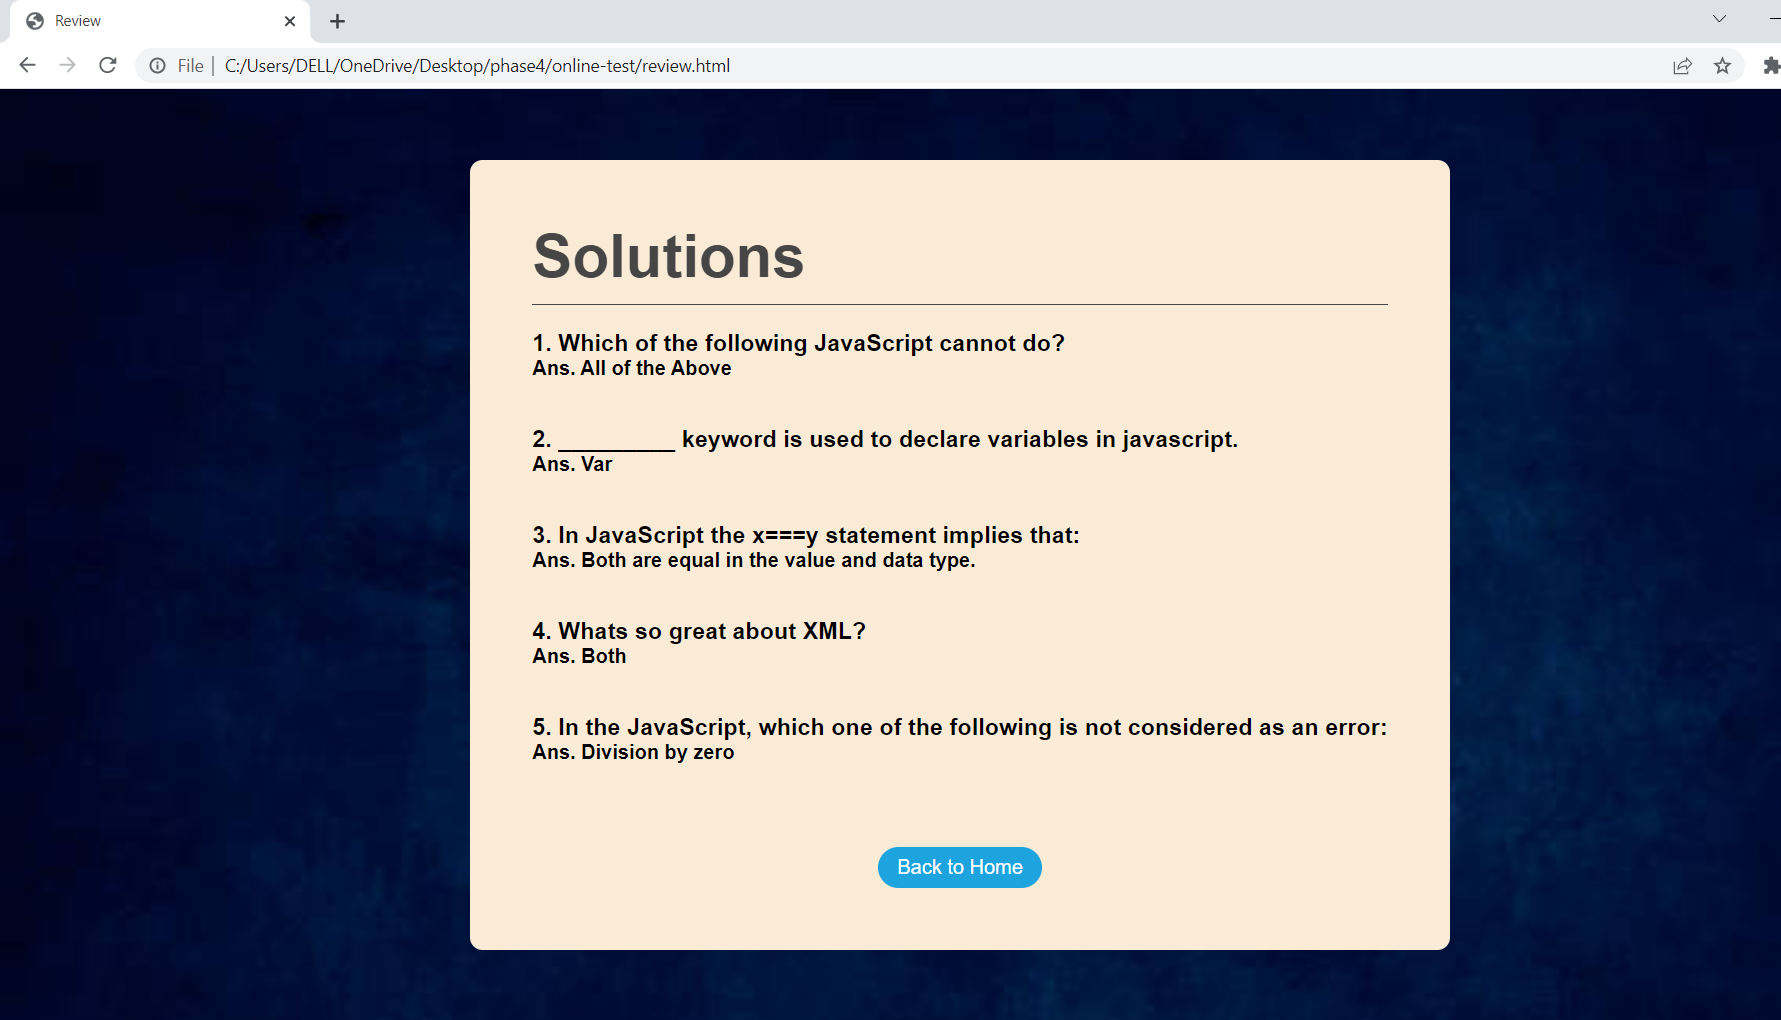 Review
File
C:/Users/DELL/OneDrive/Desktop/phase4/online-test/review.html
Solutions
1. Which of the following JavaScript cannot do?
Ans. All of the Above
2. _________ keyword is used to declare variables in javascript.
Ans. Var
3. In JavaScript the x===y statement implies that:
Ans. Both are equal in the value and data type.
4. Whats so great about XML?
Ans. Both
5. In the JavaScript, which one of the following is not considered as an error:
Ans. Division by zero
Back to Home